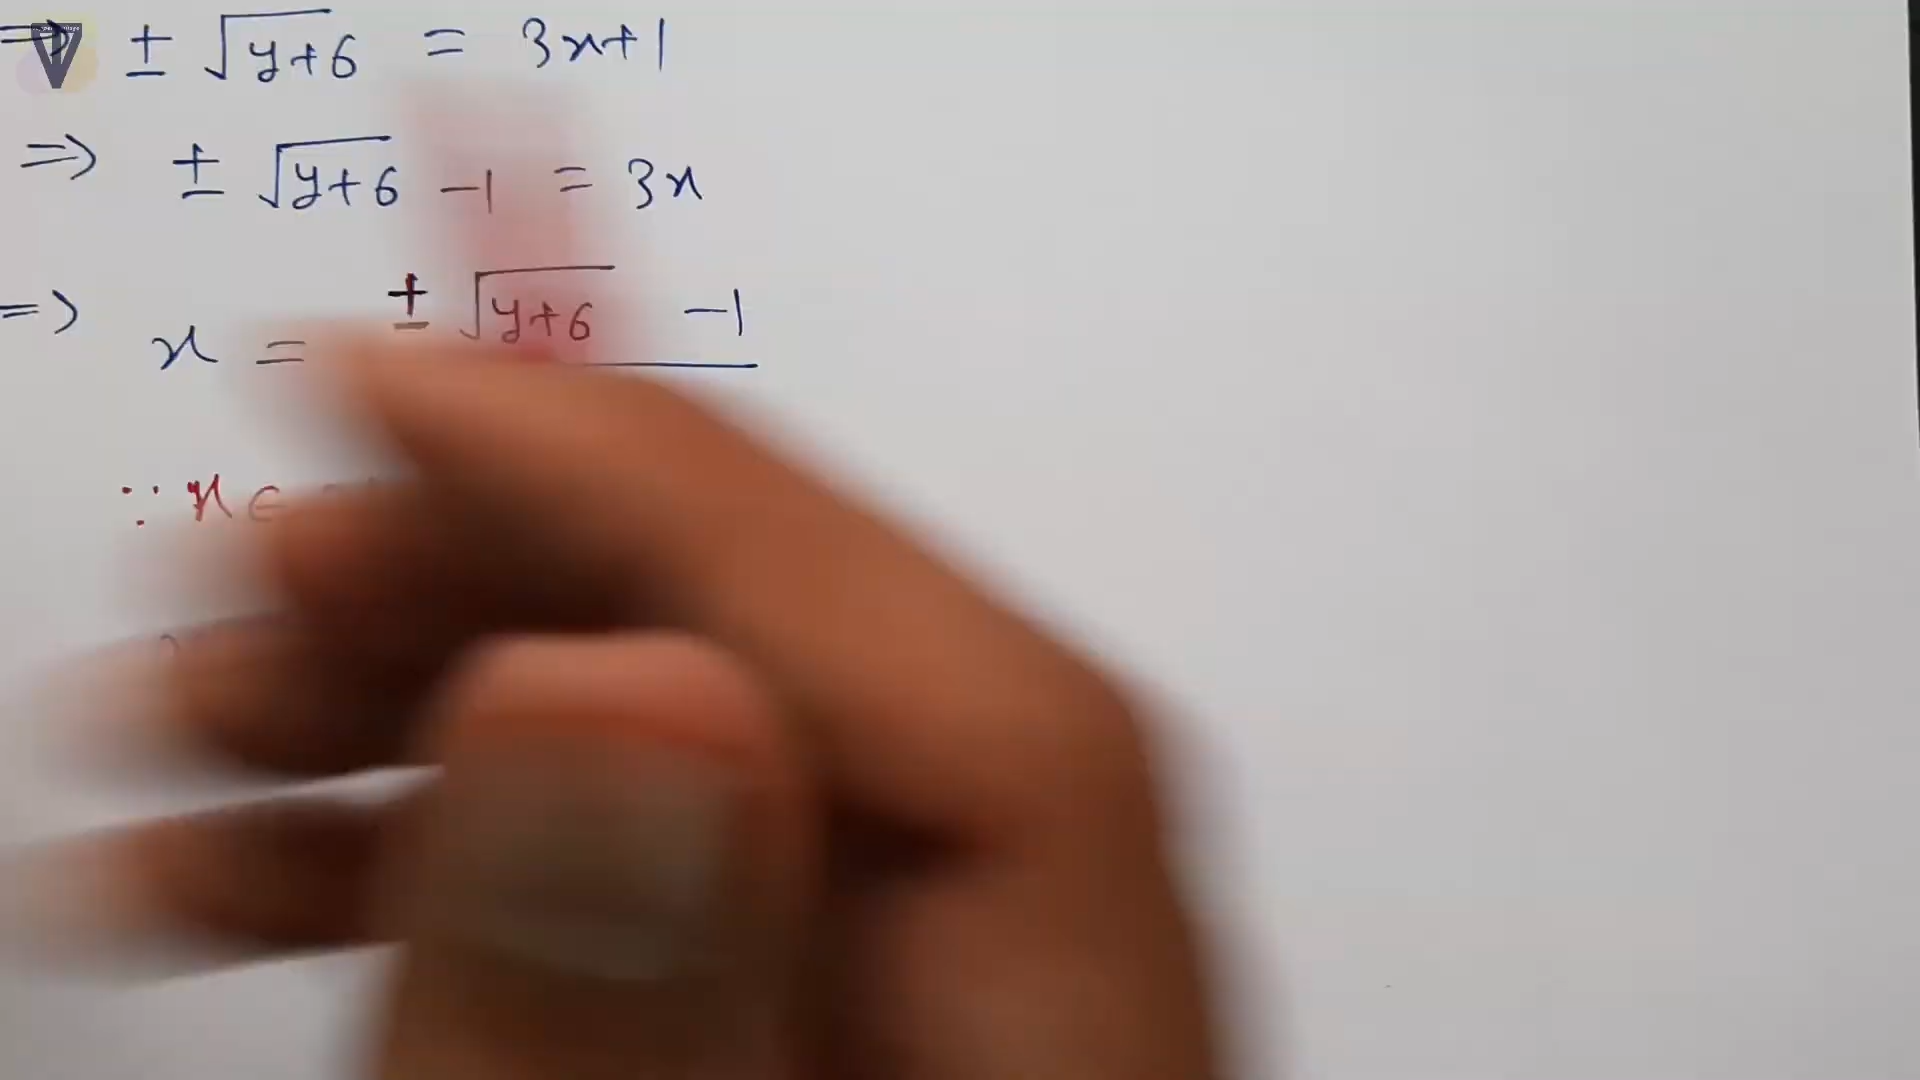 ⇒ ± √y+6 = 3x+1
⇒ ± √y+6 -1 = 3x
⇒ x = ± √y+6 -1
∵ x ∈